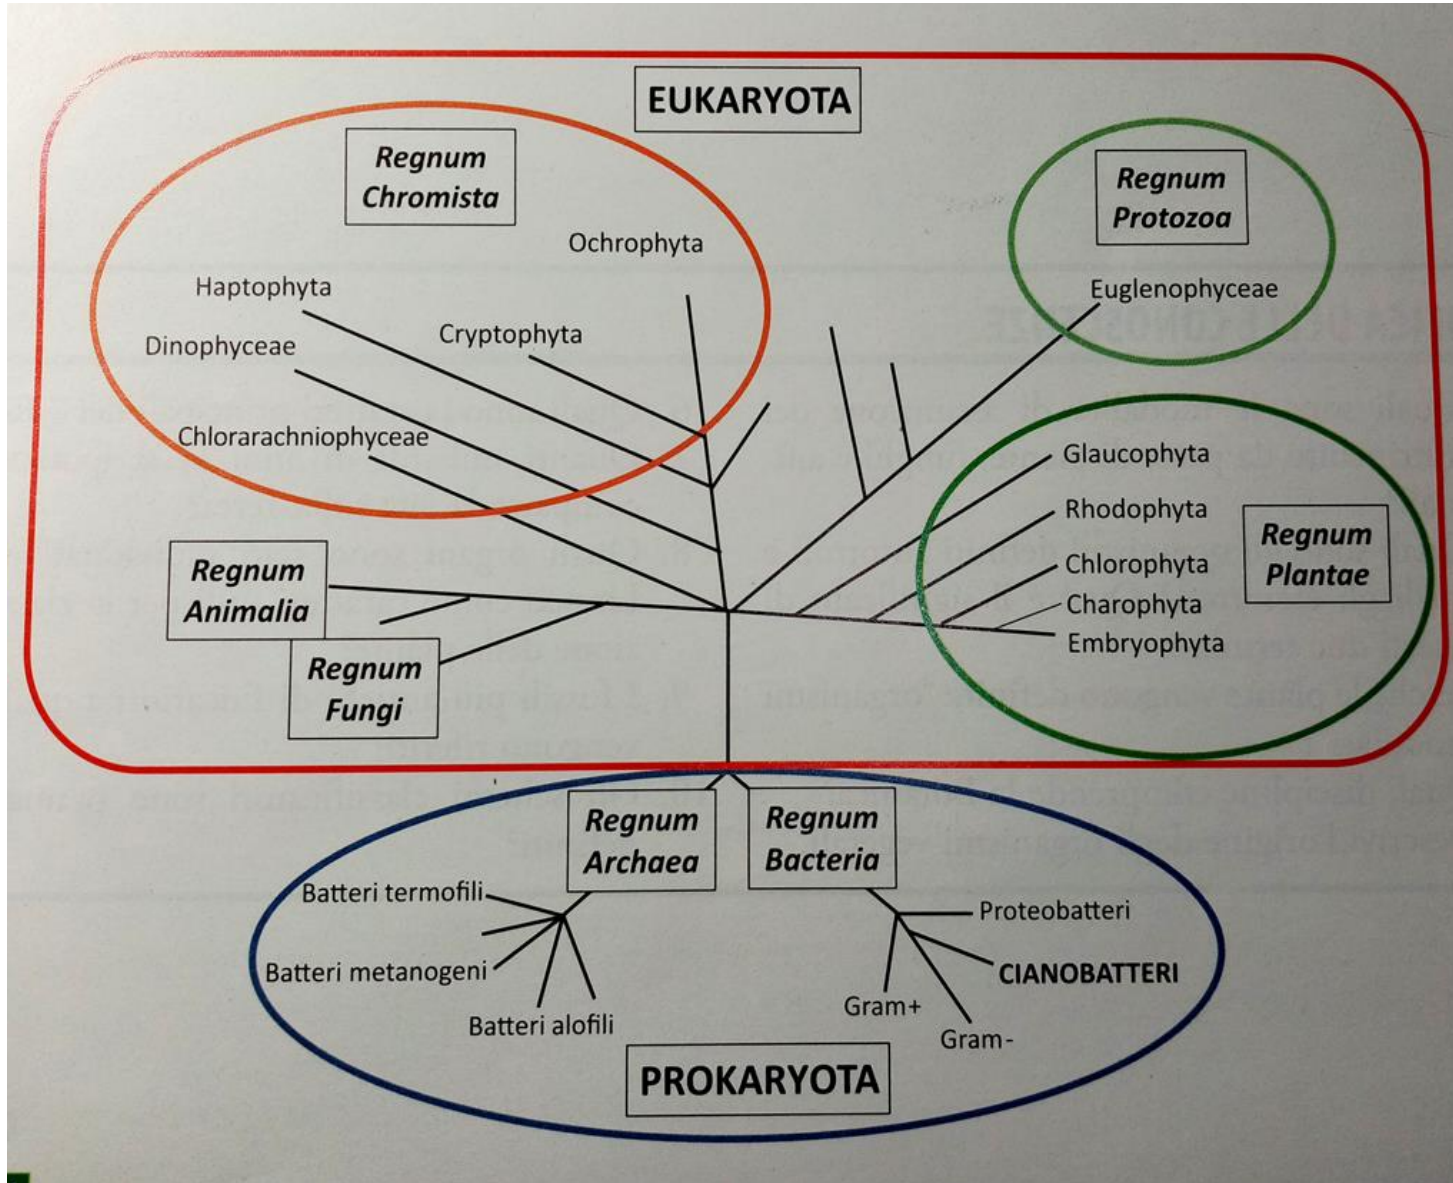 EUKARYOTA
Regnum
Chromista
Ochrophyta
Haptophyta
Cryptophyta
Dinophyceae
Chlorarachniophyceae
Regnum
Protozoa
Euglenophyceae
Glaucophyta
Rhodophyta
Chlorophyta
Charophyta
Embryophyta
Regnum
Plantae
Regnum
Animalia
Regnum
Fungi
Regnum
Archaea
Regnum
Bacteria
Batteri termofili
Batteri metanogeni
Batteri alofili
Proteobatteri
CIANOBATTERI
Gram+
Gram-
PROKARYOTA